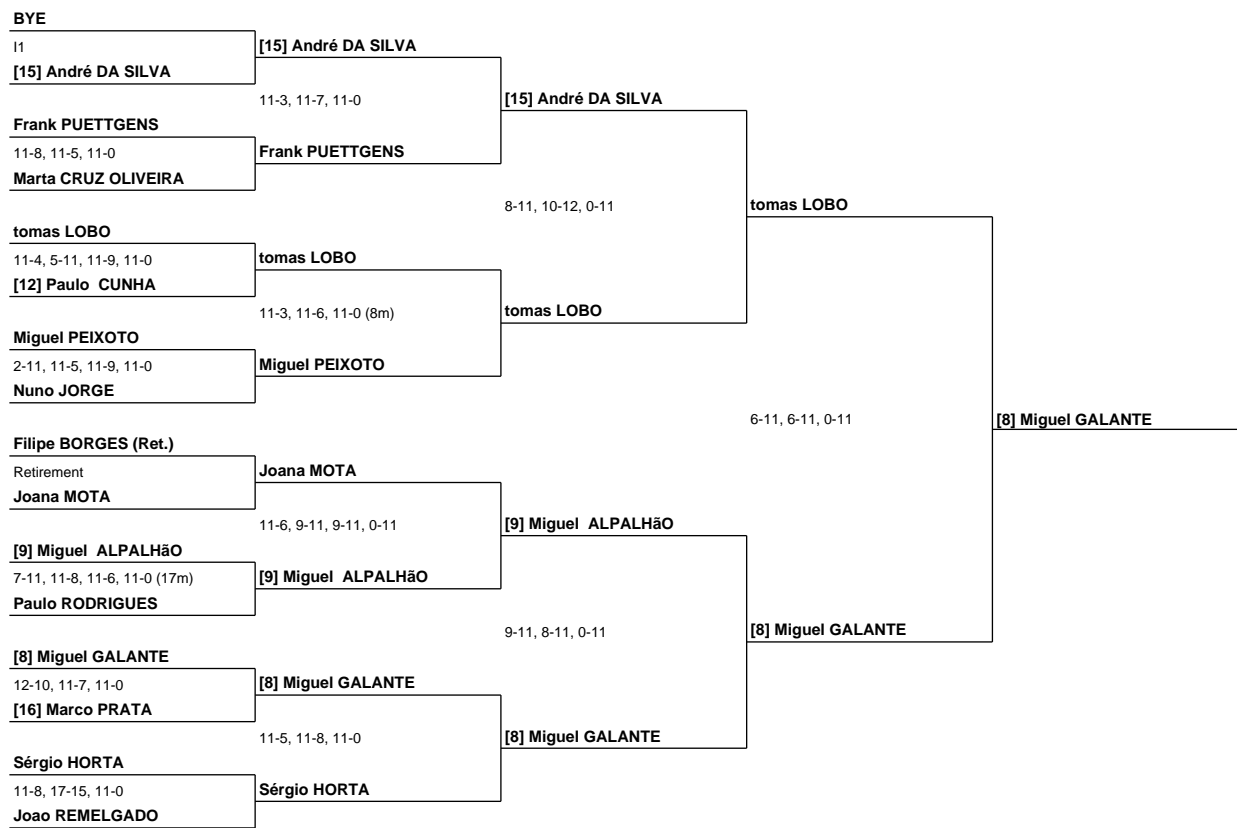 BYE
I1
[15] André DA SILVA
[15] André DA SILVA
11-3, 11-7, 11-0
[15] André DA SILVA
Frank PUETTGENS
11-8, 11-5, 11-0
Frank PUETTGENS
Marta CRUZ OLIVEIRA
8-11, 10-12, 0-11
tomas LOBO
tomas LOBO
11-4, 5-11, 11-9, 11-0
tomas LOBO
[12] Paulo  CUNHA
11-3, 11-6, 11-0 (8m)
tomas LOBO
Miguel PEIXOTO
2-11, 11-5, 11-9, 11-0
Miguel PEIXOTO
Nuno JORGE
6-11, 6-11, 0-11
[8] Miguel GALANTE
Filipe BORGES (Ret.)
Retirement
Joana MOTA
Joana MOTA
11-6, 9-11, 9-11, 0-11
[9] Miguel  ALPALHãO
[9] Miguel  ALPALHãO
7-11, 11-8, 11-6, 11-0 (17m)
[9] Miguel  ALPALHãO
Paulo RODRIGUES
9-11, 8-11, 0-11
[8] Miguel GALANTE
[8] Miguel GALANTE
12-10, 11-7, 11-0
[8] Miguel GALANTE
[16] Marco PRATA
11-5, 11-8, 11-0
[8] Miguel GALANTE
Sérgio HORTA
11-8, 17-15, 11-0
Sérgio HORTA
Joao REMELGADO